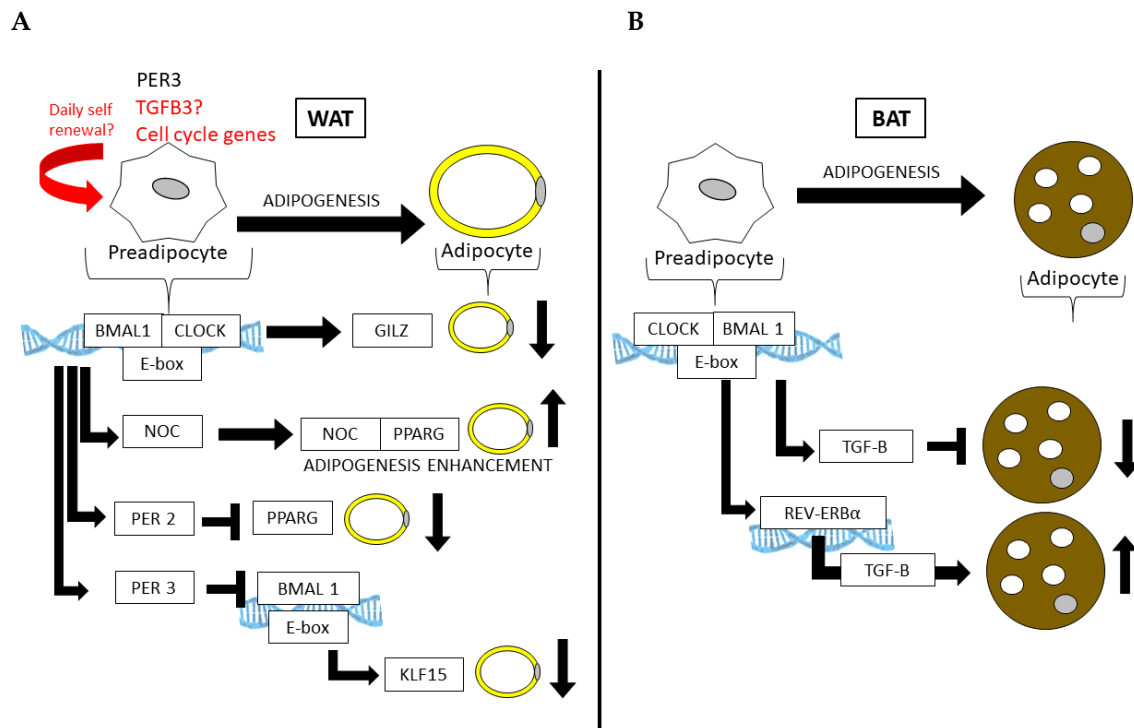 A
PER3
TGFB3?
Cell cycle genes
Daily self
renewal?
WAT
ADIPOGENESIS
Preadipocyte
Adipocyte
BMAL1
CLOCK
E-box
GILZ
NOC
NOC
PPARG
ADIPOGENESIS ENHANCEMENT
PER 2
PPARG
PER 3
BMAL 1
E-box
KLF15
B
BAT
ADIPOGENESIS
Preadipocyte
Adipocyte
CLOCK
BMAL 1
E-box
TGF-B
REV-ERBα
TGF-B